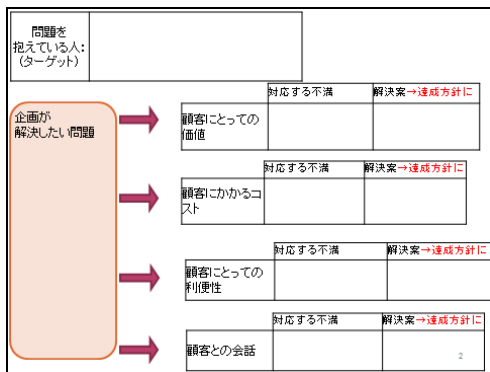 問題を
抱えている人:
(ターゲット)
企画が
解決したい問題
対応する不満 解決案→達成方針に
顧客にとっての
価値
対応する不満 解決案→達成方針に
顧客にかかるコ
スト
対応する不満 解決案→達成方針に
顧客にとっての
利便性
対応する不満 解決案→達成方針に
顧客との会話
2